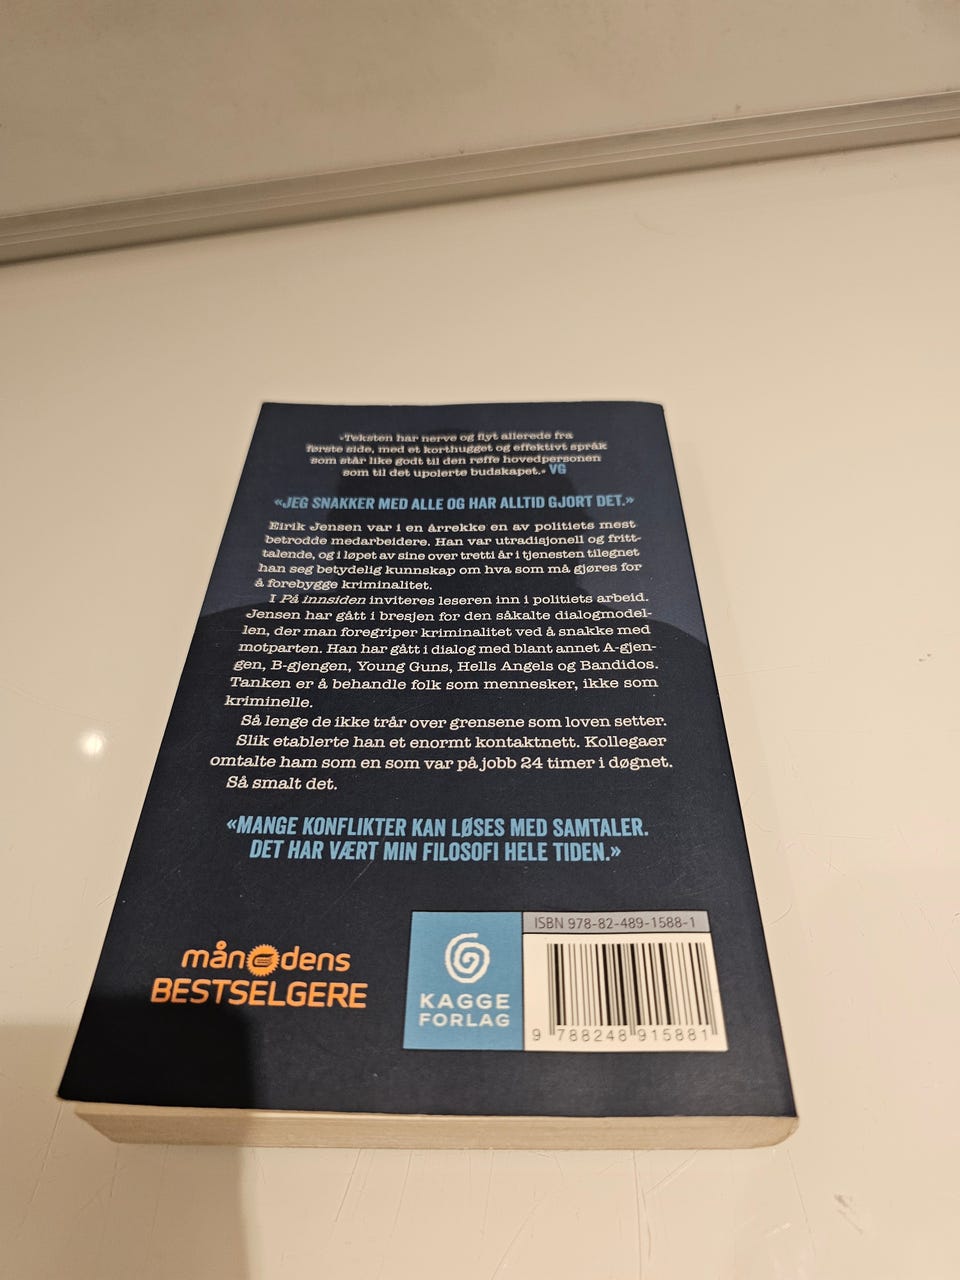 «Teksten har nerve og flyt allerede fra
første side, med et korthugget og effektivt språk
som står like godt til den røffe hovedpersonen
som til det upolerte budskapet.» VG
«JEG SNAKKER MED ALLE OG HAR ALLTID GJORT DET.»
Eirik Jensen var i en årrekke en av politiets mest
betrodde medarbeidere. Han var utradisjonell og fritt-
talende, og i løpet av sine over tretti år i tjenesten tilegnet
han seg betydelig kunnskap om hva som må gjøres for
å forebygge kriminalitet.
I På innsiden inviteres leseren inn i politiets arbeid.
Jensen har gått i bresjen for den såkalte dialogmodel-
len, der man foregriper kriminalitet ved å snakke med
motparten. Han har gått i dialog med blant annet A-gjen-
gen, B-gjengen, Young Guns, Hells Angels og Bandidos.
Tanken er å behandle folk som mennesker, ikke som
kriminelle.
Så lenge de ikke trår over grensene som loven setter.
Slik etablerte han et enormt kontaktnett. Kollegaer
omtalte ham som en som var på jobb 24 timer i døgnet.
Så smalt det.
«MANGE KONFLIKTER KAN LØSES MED SAMTALER.
DET HAR VÆRT MIN FILOSOFI HELE TIDEN.»
månedens
BESTSELGERE
KAGGE
FORLAG
ISBN 978-82-489-1588-1
9 788248 915881